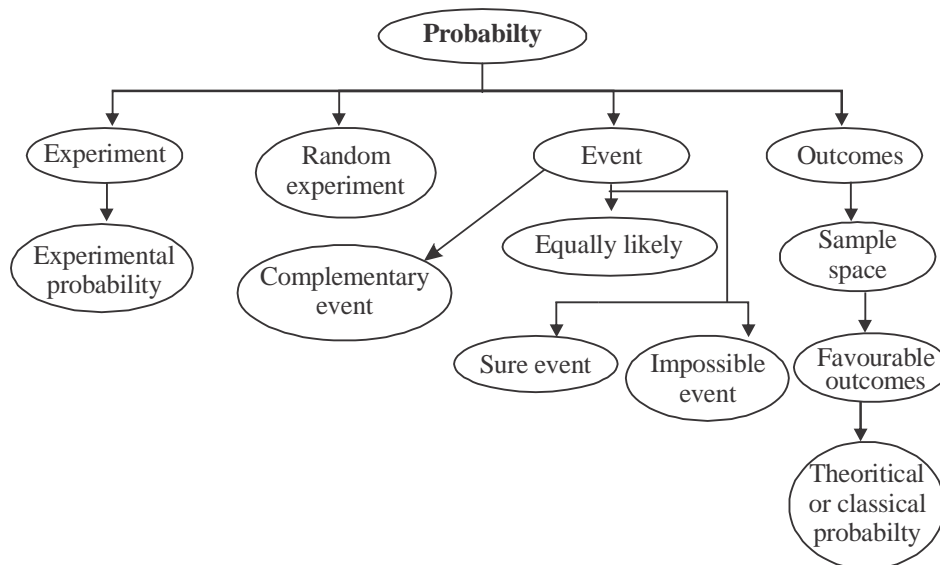 Probabilty
Experiment
Random
experiment
Event
Outcomes
Experimental
probability
Complementary
event
Equally likely
Sample
space
Sure event
Impossible
event
Favourable
outcomes
Theoritical
or classical
probabilty